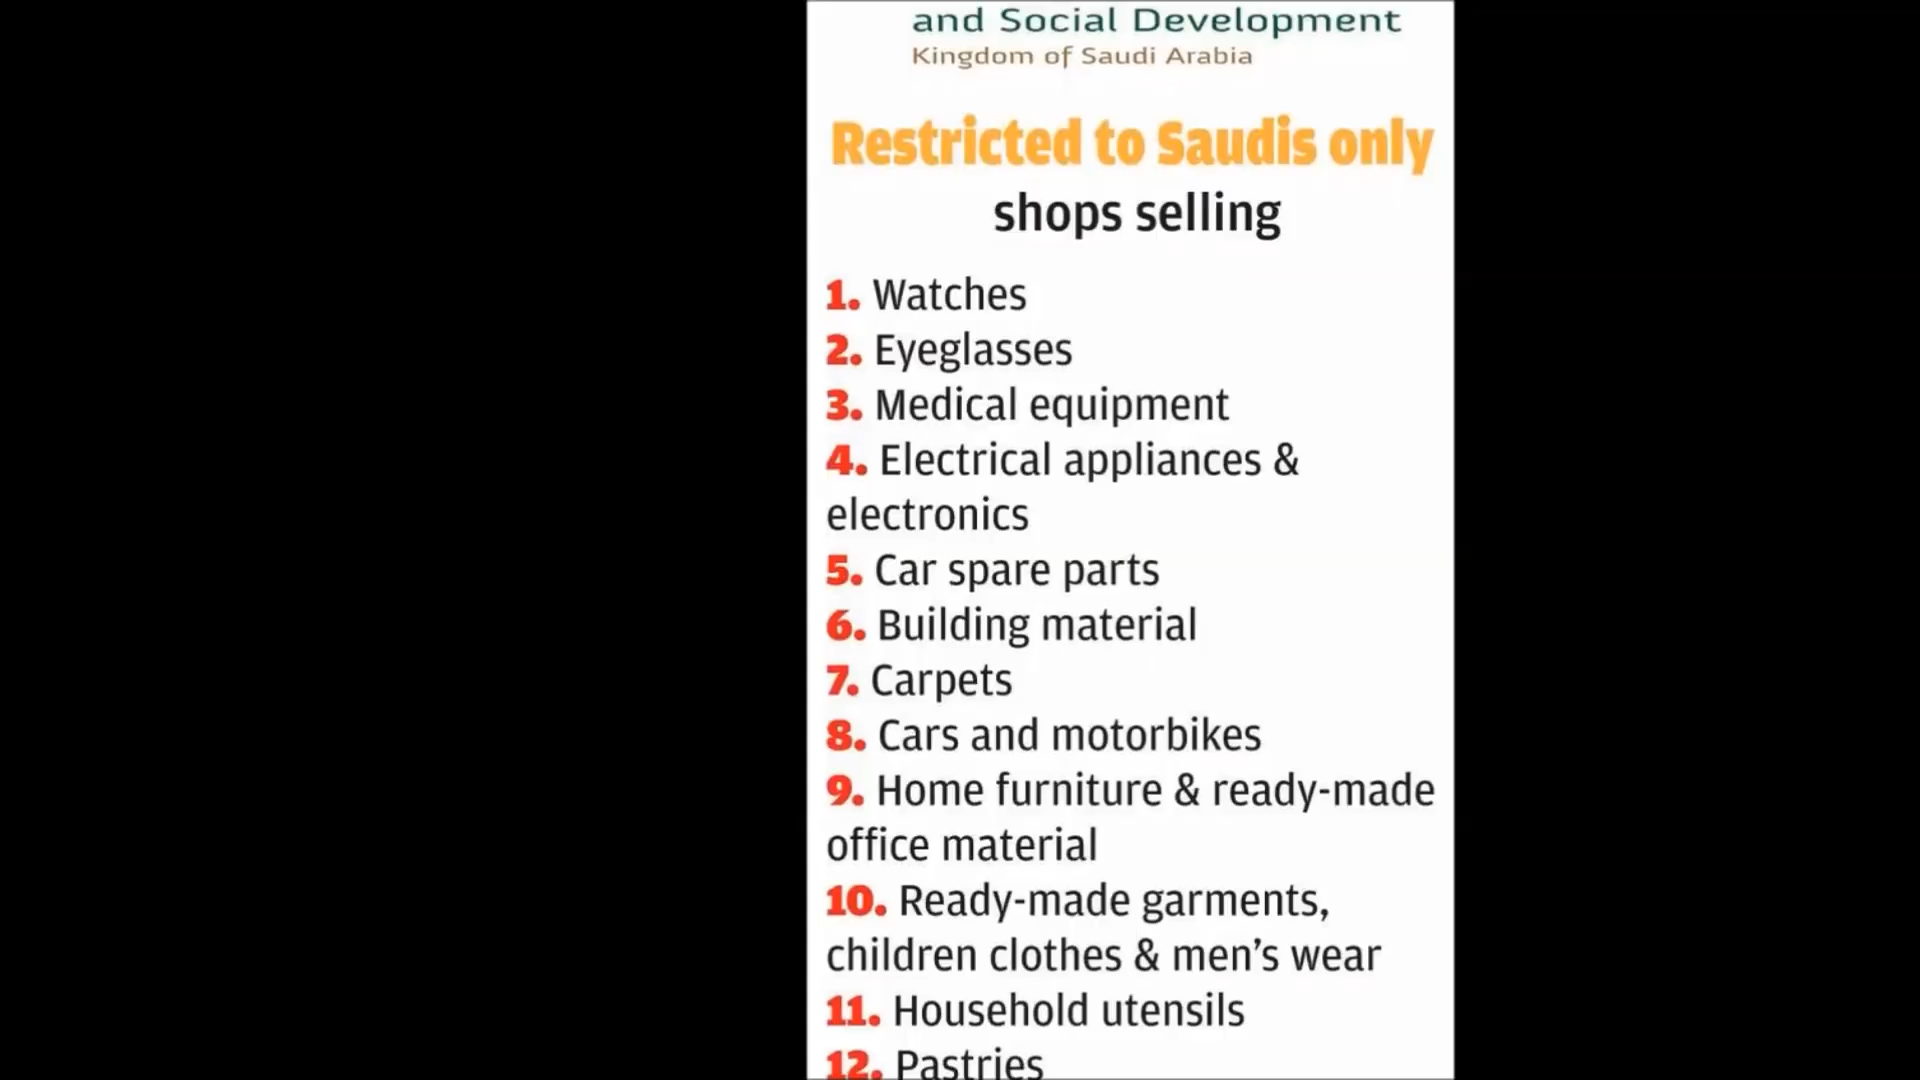 and Social Development
Kingdom of Saudi Arabia
Restricted to Saudis only
shops selling
1. Watches
2. Eyeglasses
3. Medical equipment
4. Electrical appliances &
electronics
5. Car spare parts
6. Building material
7. Carpets
8. Cars and motorbikes
9. Home furniture & ready-made
office material
10. Ready-made garments,
children clothes & men’s wear
11. Household utensils
12. Pastries